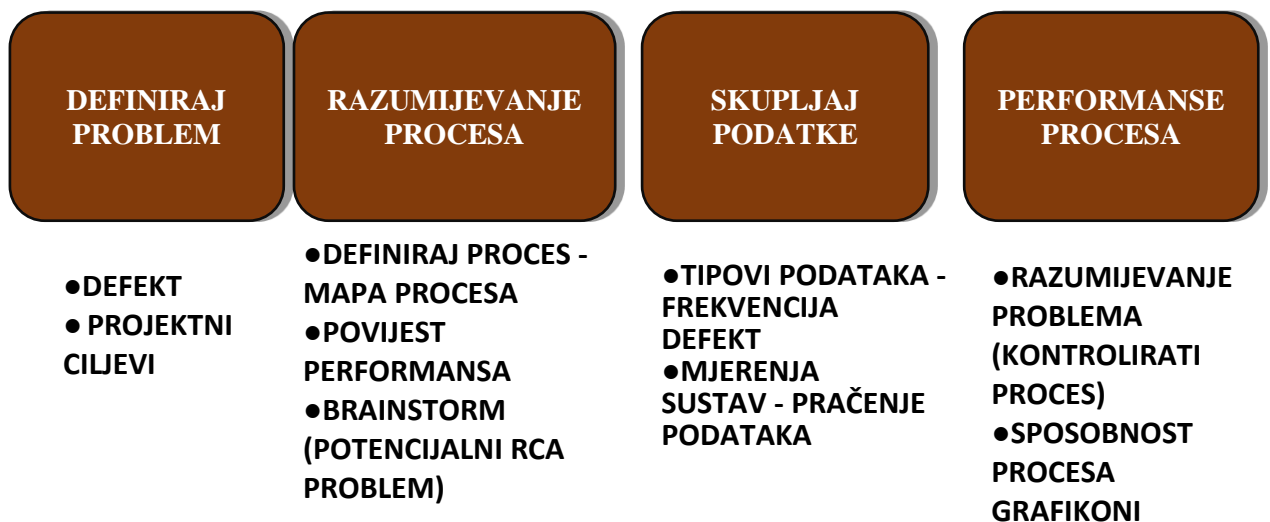 DEFINIRAJ
PROBLEM
RAZUMIJEVANJE
PROCESA
SKUPLJAJ
PODATKE
PERFORMANSE
PROCESA
●DEFEKT
● PROJEKTNI
CILJEVI
●DEFINIRAJ PROCES -
MAPA PROCESA
●POVIJEST
PERFORMANSA
●BRAINSTORM
(POTENCIJALNI RCA
PROBLEM)
●TIPOVI PODATAKA -
FREKVENCIJA
DEFEKT
●MJERENJA
SUSTAV - PRAČENJE
PODATAKA
●RAZUMIJEVANJE
PROBLEMA
(KONTROLIRATI
PROCES)
●SPOSOBNOST
PROCESA
GRAFIKONI